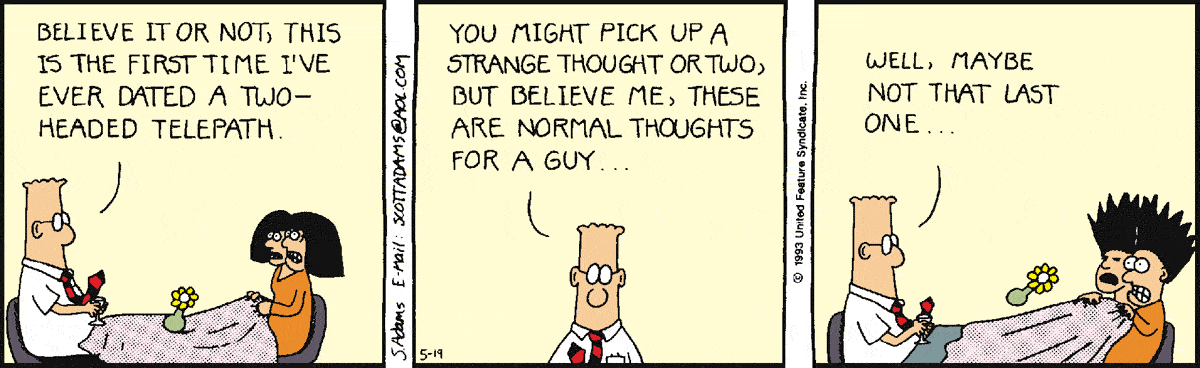 BELIEVE IT OR NOT, THIS
IS THE FIRST TIME I'VE
EVER DATED A TWO-
HEADED TELEPATH.
S.Adams E-Mail: SCOTTADAMS@AOL.COM
YOU MIGHT PICK UP A
STRANGE THOUGHT OR TWO,
BUT BELIEVE ME, THESE
ARE NORMAL THOUGHTS
FOR A GUY...
5-19
© 1993 United Feature Syndicate, Inc.
WELL, MAYBE
NOT THAT LAST
ONE...